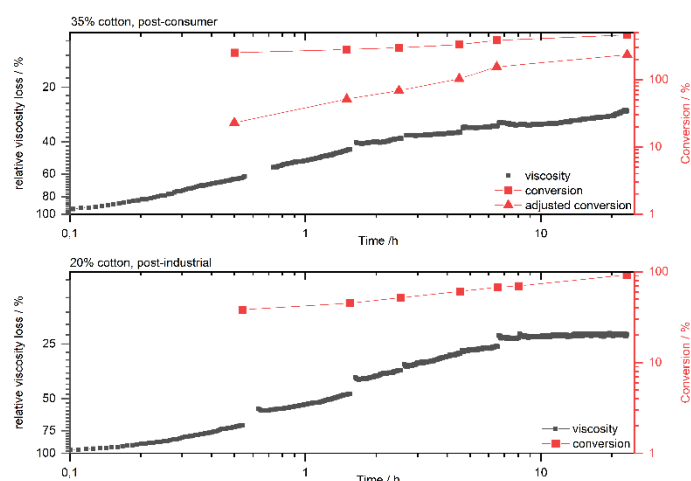 35% cotton, post-consumer
relative viscosity loss / %
20
40
60
80
100
0,1
1
10
Time /h
100
10
1
Conversion / %
viscosity
conversion
adjusted conversion
20% cotton, post-industrial
relative viscosity loss / %
25
50
75
100
0,1
1
10
Time / h
100
10
1
Conversion / %
viscosity
conversion